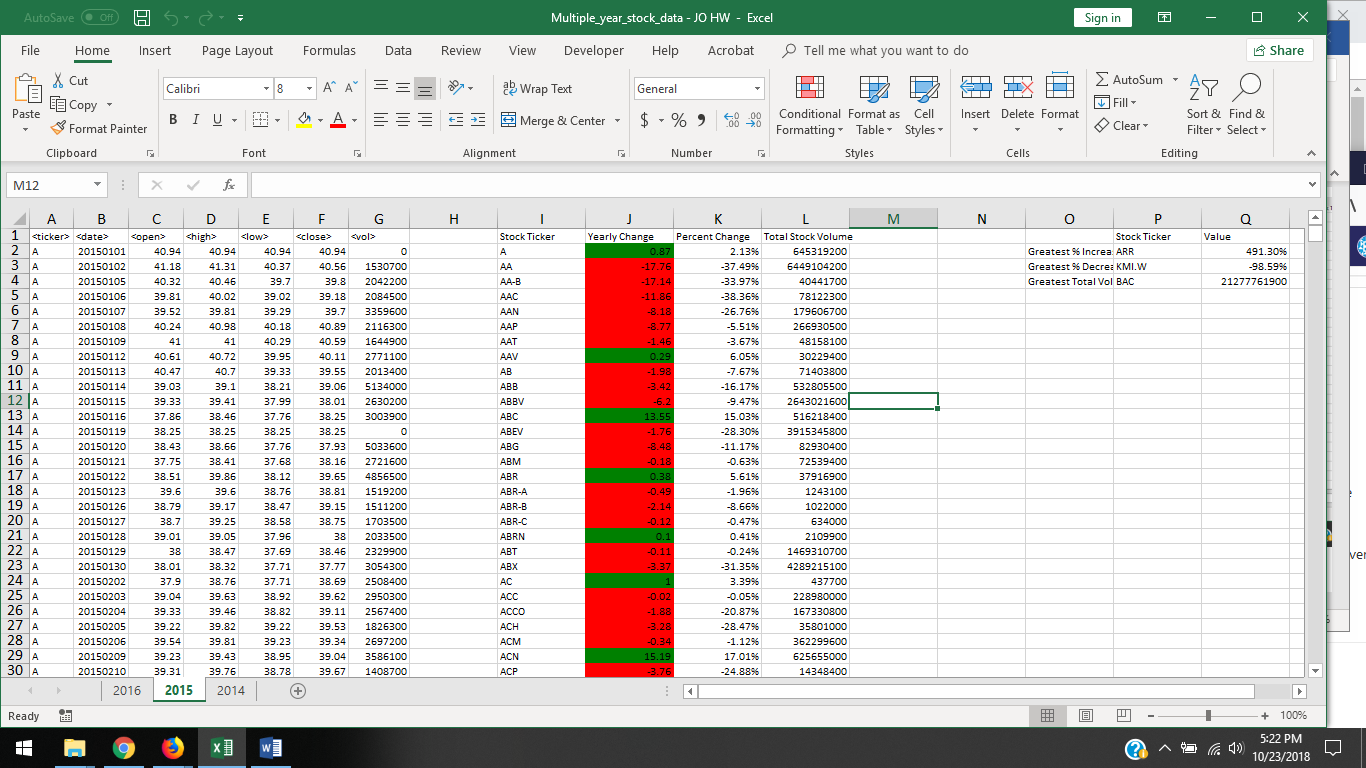 AutoSave Off Multiple_year_stock_data - JO HW - Excel Sign in
File Home Insert Page Layout Formulas Data Review View Developer Help Acrobat Tell me what you want to do Share
Paste Cut Copy Format Painter Clipboard
Calibri 8 B I U Font
Wrap Text Merge & Center Alignment
General $ % Number
Conditional Formatting Format as Table Cell Styles Styles
Insert Delete Format Cells
AutoSum Fill Clear Sort & Filter Find & Select Editing
M12 fx
A B C D E F G H I J K L M N O P Q
1 <ticker> <date> <open> <high> <low> <close> <vol> Stock Ticker Yearly Change Percent Change Total Stock Volume Stock Ticker Value
2 A 20150101 40.94 40.94 40.94 40.94 0 A 0.87 2.13% 645319200 Greatest % Increa ARR 491.30%
3 A 20150102 41.18 41.31 40.37 40.56 1530700 AA -17.76 -37.49% 6449104200 Greatest % Decrea KMI.W -98.59%
4 A 20150105 40.32 40.46 39.7 39.8 2042200 AA-B -17.14 -33.97% 40441700 Greatest Total Vol BAC 21277761900
5 A 20150106 39.81 40.02 39.02 39.18 2084500 AAC -11.86 -38.36% 78122300
6 A 20150107 39.52 39.81 39.29 39.7 3359600 AAN -8.18 -26.76% 179606700
7 A 20150108 40.24 40.98 40.18 40.89 2116300 AAP -8.77 -5.51% 266930500
8 A 20150109 41 41 40.29 40.59 1644900 AAT -1.46 -3.67% 48158100
9 A 20150112 40.61 40.72 39.95 40.11 2771100 AAV 0.29 6.05% 30229400
10 A 20150113 40.47 40.7 39.33 39.55 2013400 AB -1.98 -7.67% 71403800
11 A 20150114 39.03 39.1 38.21 39.06 5134000 ABB -3.42 -16.17% 532805500
12 A 20150115 39.33 39.41 37.99 38.01 2630200 ABBV -6.2 -9.47% 2643021600
13 A 20150116 37.86 38.46 37.76 38.25 3003900 ABC 13.55 15.03% 516218400
14 A 20150119 38.25 38.25 38.25 38.25 0 ABEV -1.76 -28.30% 3915345800
15 A 20150120 38.43 38.66 37.76 37.93 5033600 ABG -8.48 -11.17% 82930400
16 A 20150121 37.75 38.41 37.68 38.16 2721600 ABM -0.18 -0.63% 72539400
17 A 20150122 38.51 39.86 38.12 39.65 4856500 ABR 0.38 5.61% 37916900
18 A 20150123 39.6 39.6 38.76 38.81 1519200 ABR-A -0.49 -1.96% 1243100
19 A 20150126 38.79 39.17 38.47 39.15 1511200 ABR-B -2.14 -8.66% 1022000
20 A 20150127 38.7 39.25 38.58 38.75 1703500 ABR-C -0.12 -0.47% 634000
21 A 20150128 39.01 39.05 37.96 38 2033500 ABRN 0.1 0.41% 2109900
22 A 20150129 38 38.47 37.69 38.46 2329900 ABT -0.11 -0.24% 1469310700
23 A 20150130 38.01 38.32 37.71 37.77 3054300 ABX -3.37 -31.35% 4289215100
24 A 20150202 37.9 38.76 37.71 38.69 2508400 AC 1 3.39% 437700
25 A 20150203 39.04 39.63 38.92 39.62 2950300 ACC -0.02 -0.05% 228980000
26 A 20150204 39.33 39.46 38.82 39.11 2567400 ACCO -1.88 -20.87% 167330800
27 A 20150205 39.22 39.82 39.22 39.53 1826300 ACH -3.28 -28.47% 35801000
28 A 20150206 39.54 39.81 39.23 39.34 2697200 ACM -0.34 -1.12% 362299600
29 A 20150209 39.23 39.43 38.95 39.04 3586100 ACN 15.19 17.01% 625655000
30 A 20150210 39.31 39.76 38.78 39.67 1408700 ACP -3.76 -24.88% 14348400
2016 2015 2014
Ready 100%
5:22 PM
10/23/2018